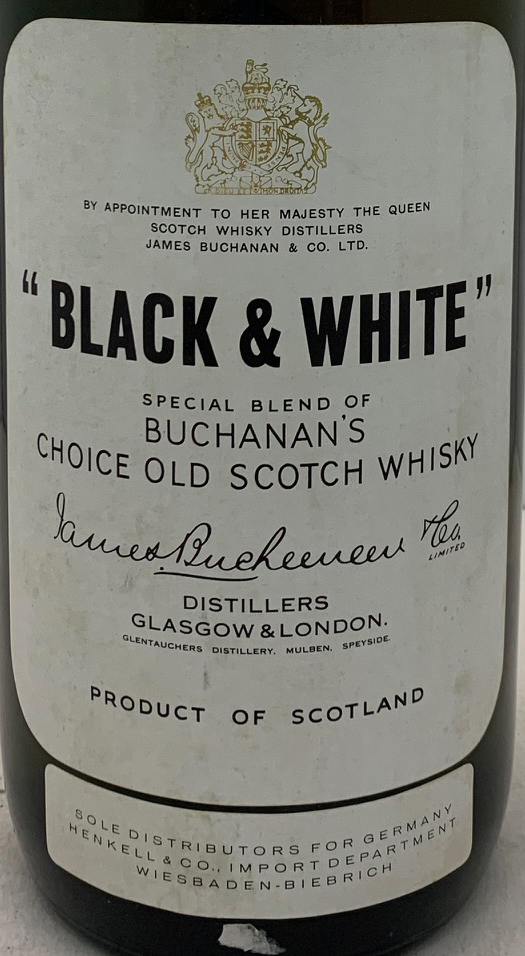 BY APPOINTMENT TO HER MAJESTY THE QUEEN
SCOTCH WHISKY DISTILLERS
JAMES BUCHANAN & CO. LTD.
"BLACK & WHITE"
SPECIAL BLEND OF
BUCHANAN'S
CHOICE OLD SCOTCH WHISKY
James Buchanan & Co.
LIMITED
DISTILLERS
GLASGOW & LONDON.
GLENTAUCHERS DISTILLERY, MULBEN, SPEYSIDE.
PRODUCT OF SCOTLAND
SOLE DISTRIBUTORS FOR GERMANY
HENKELL & CO., IMPORT DEPARTMENT
WIESBADEN-BIEBRICH